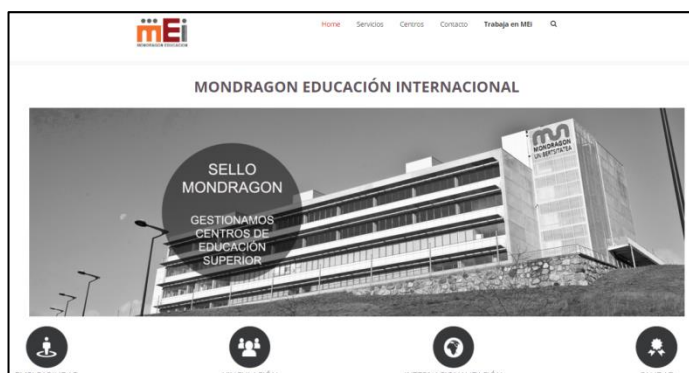 mEi
MONDRAGON EDUCACIÓN
Home Servicios Centros Contacto Trabaja en MEi
MONDRAGON EDUCACIÓN INTERNACIONAL
SELLO
MONDRAGON
GESTIONAMOS
CENTROS DE
EDUCACIÓN
SUPERIOR
MONDRAGON
UNIBERTSITATEA